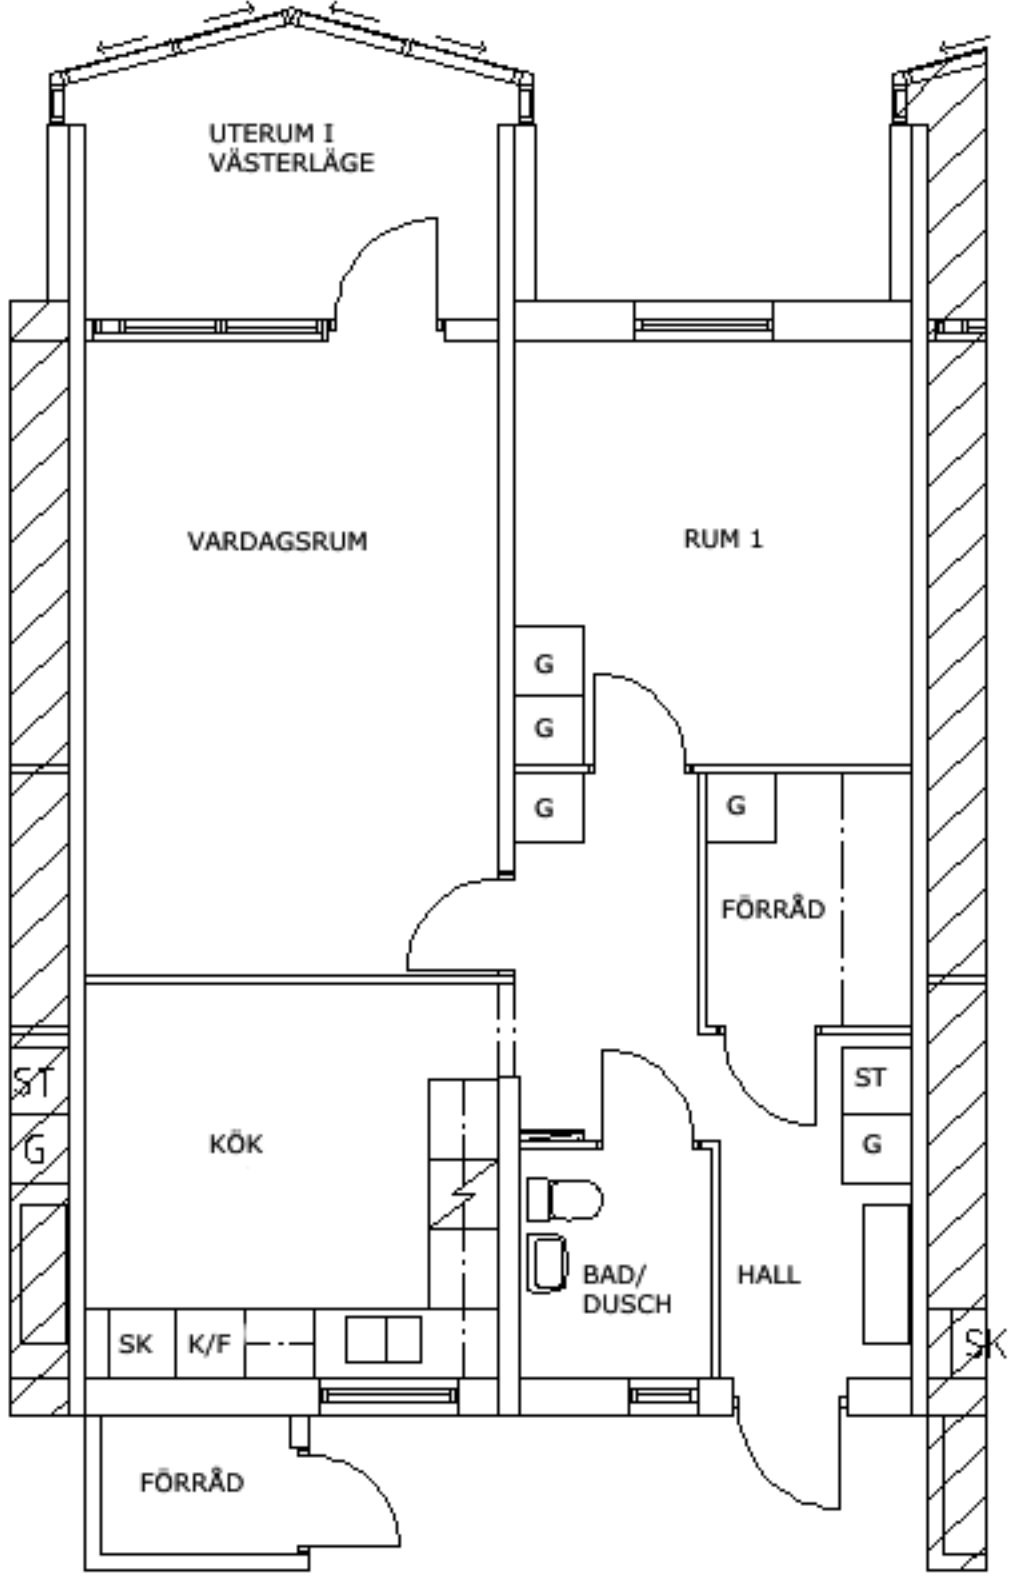 UTERUM I
VÄSTERLÄGE
VARDAGSRUM
RUM 1
G
G
G
G
FÖRRÅD
ST
ST
G
KÖK
G
BAD/
DUSCH
HALL
SK
K/F
SK
FÖRRÅD